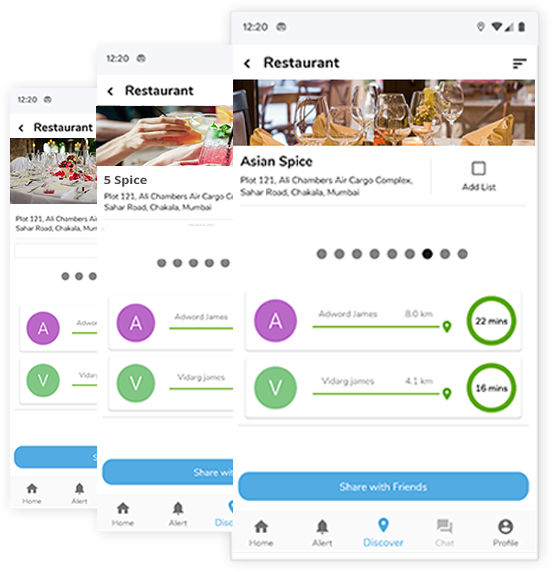 12:20
Restaurant
Plot 121, Ali Chambers Air
Sahar Road, Chakala, Mum
A
Adwo
V
Vidarg
Home
Alert
12:20
Restaurant
5 Spice
Plot 121, Ali Chambers Air Cargo Co
Sahar Road, Chakala, Mumbai
A
Adword James
V
Vidarg james
Share wit
Home
Alert
Disc
12:20
Restaurant
Asian Spice
Plot 121, Ali Chambers Air Cargo Complex,
Sahar Road, Chakala, Mumbai
Add List
A
Adword James
8.0 km
22 mins
V
Vidarg james
4.1 km
16 mins
Share with Friends
Home
Alert
Discover
Chat
Profile